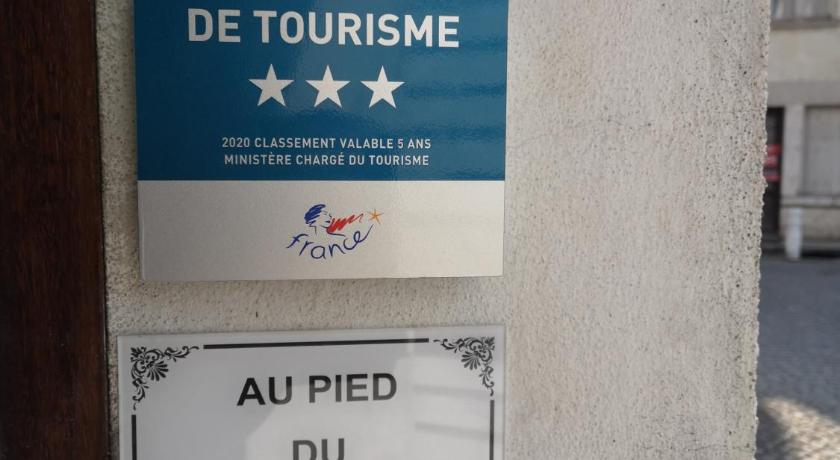 DE TOURISME
2020 CLASSEMENT VALABLE 5 ANS
MINISTÈRE CHARGÉ DU TOURISME
france
AU PIED
DU